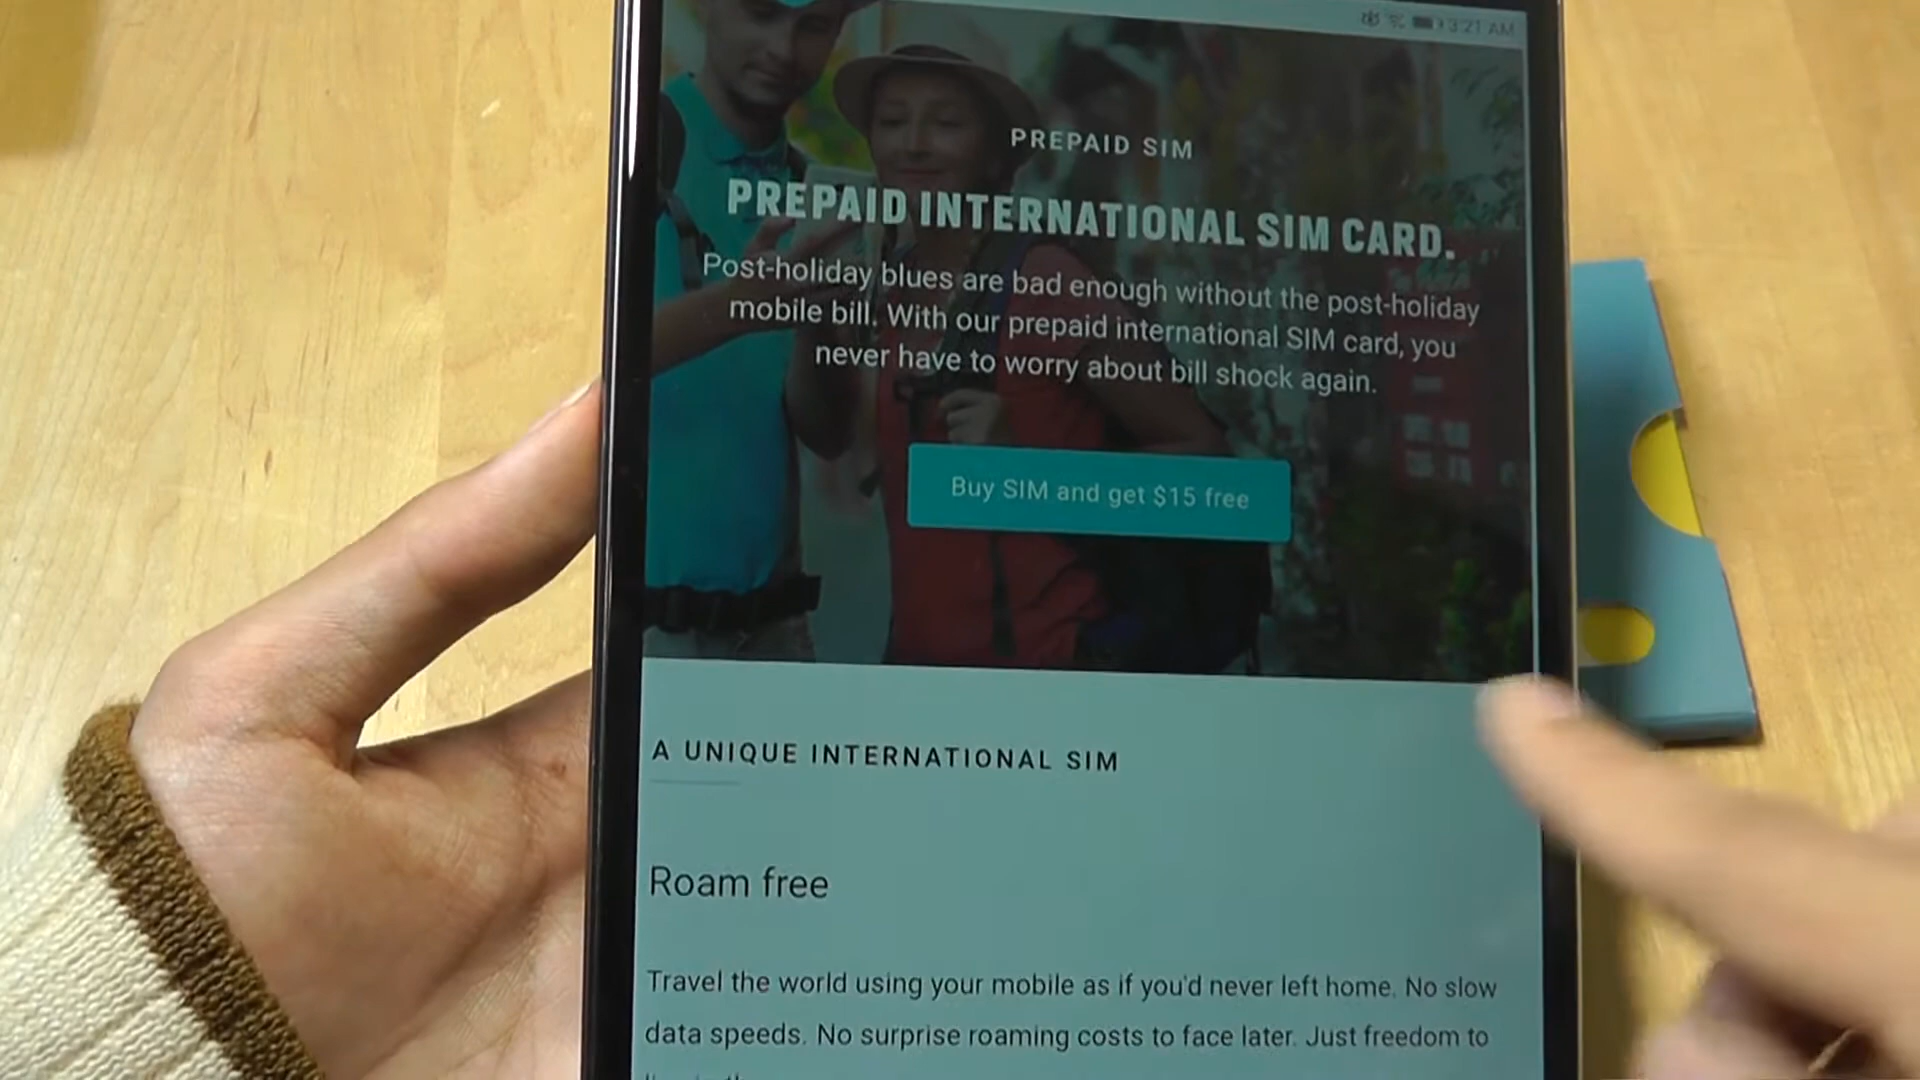 3:21 AM
PREPAID SIM
PREPAID INTERNATIONAL SIM CARD.
Post-holiday blues are bad enough without the post-holiday
mobile bill. With our prepaid international SIM card, you
never have to worry about bill shock again.
Buy SIM and get $15 free
A UNIQUE INTERNATIONAL SIM
Roam free
Travel the world using your mobile as if you'd never left home. No slow
data speeds. No surprise roaming costs to face later. Just freedom to